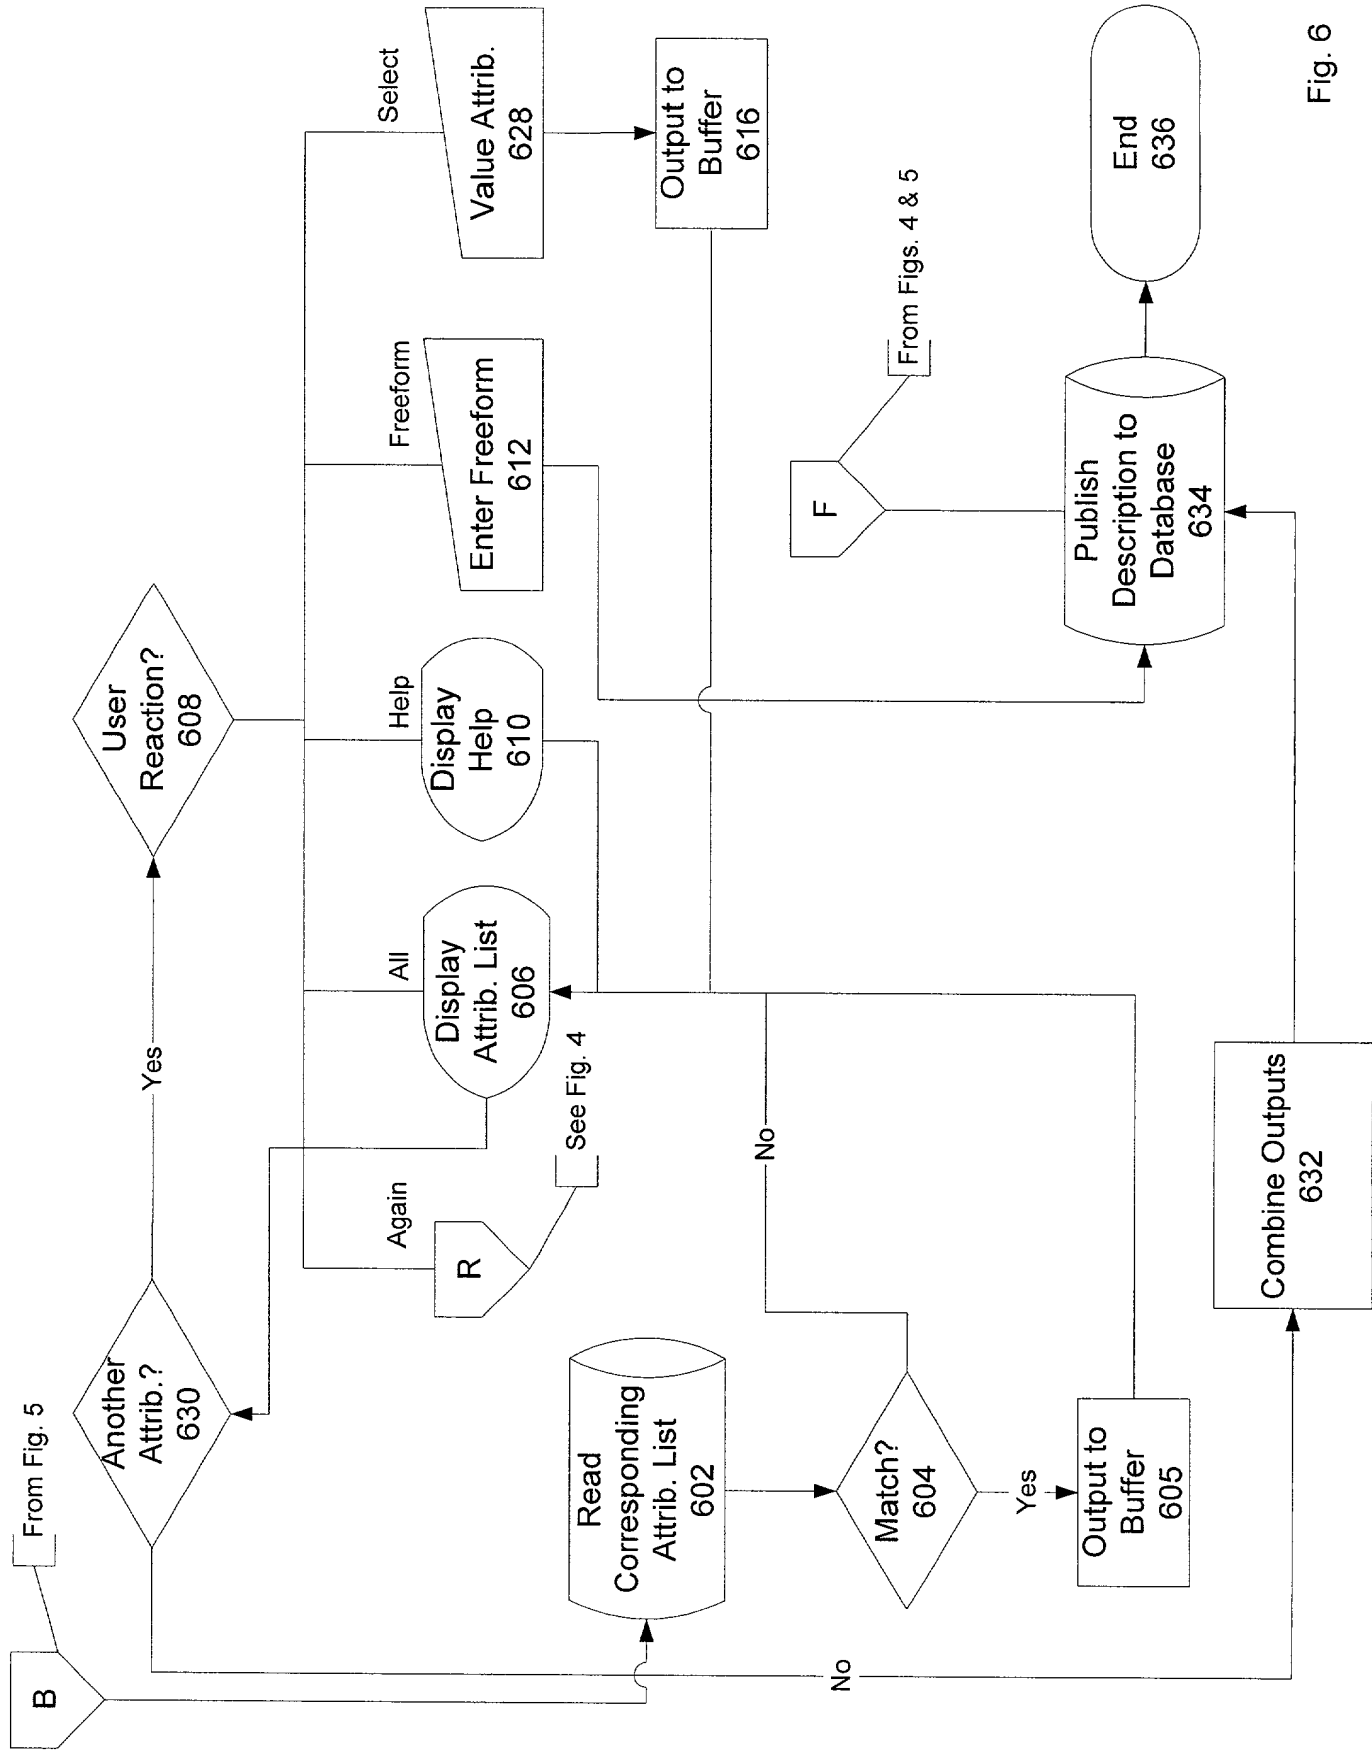 B
From Fig. 5
Another
Attrib.?
630
Yes
User
Reaction?
608
Again
All
Help
Freeform
Select
R
See Fig. 4
Display
Attrib. List
606
Display
Help
610
Enter Freeform
612
Value Attrib.
628
Output to
Buffer
616
Read
Corresponding
Attrib. List
602
Match?
604
No
Yes
Output to
Buffer
605
No
Combine Outputs
632
F
From Figs. 4 & 5
Publish
Description to
Database
634
End
636
Fig. 6